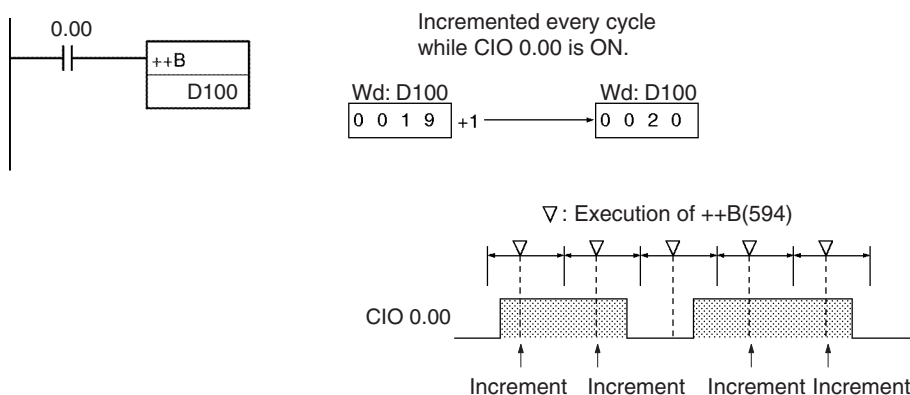 0.00
++B
D100
Incremented every cycle
while CIO 0.00 is ON.
Wd: D100
0 0 1 9 +1
Wd: D100
0 0 2 0
▽: Execution of ++B(594)
CIO 0.00
Increment Increment Increment Increment